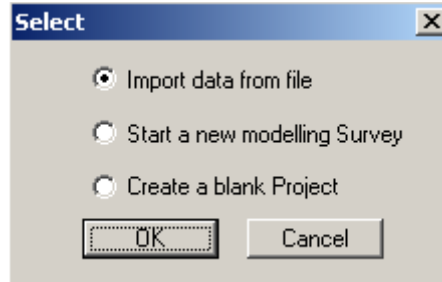 Select
Import data from file
Start a new modelling Survey
Create a blank Project
OK Cancel